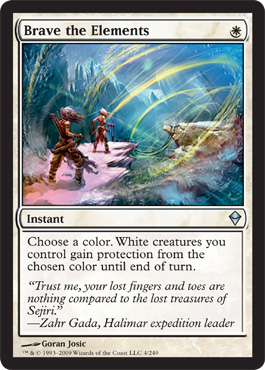 Brave the Elements
Instant
Choose a color. White creatures you
control gain protection from the
chosen color until end of turn.
“Trust me, your lost fingers and toes are
nothing compared to the lost treasures of
Sejiri.”
—Zahr Gada, Halimar expedition leader
Goran Josic
™ & © 1993–2009 Wizards of the Coast LLC 4/249